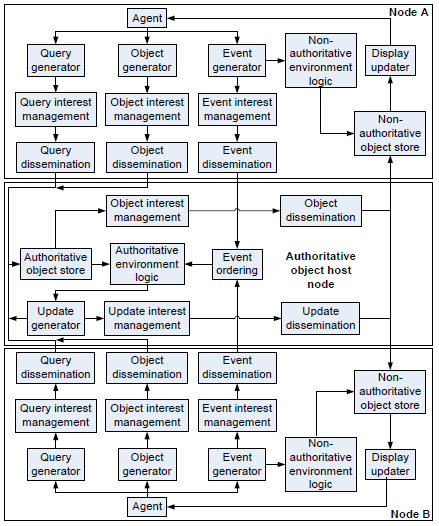 Node A
Agent
Query
generator
Object
generator
Event
generator
Non-
authoritative
environment
logic
Display
updater
Query interest
management
Object interest
management
Event interest
management
Non-
authoritative
object store
Query
dissemination
Object
dissemination
Event
dissemination
Object interest
management
Object
dissemination
Authoritative
object store
Authoritative
environment
logic
Event
ordering
Authoritative
object host
node
Update
generator
Update interest
management
Update
dissemination
Query
dissemination
Object
dissemination
Event
dissemination
Non-
authoritative
object store
Query interest
management
Object interest
management
Event interest
management
Query
generator
Object
generator
Event
generator
Non-
authoritative
environment
logic
Display
updater
Agent
Node B